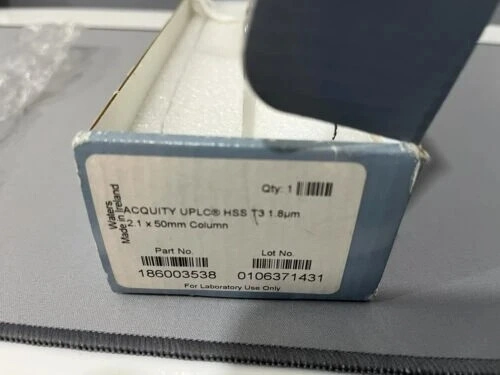 Qty: 1
Waters
Made in Ireland
ACQUITY UPLC® HSS T3 1.8µm
2.1 x 50mm Column
Part No. Lot No.
186003538 0106371431
For Laboratory Use Only